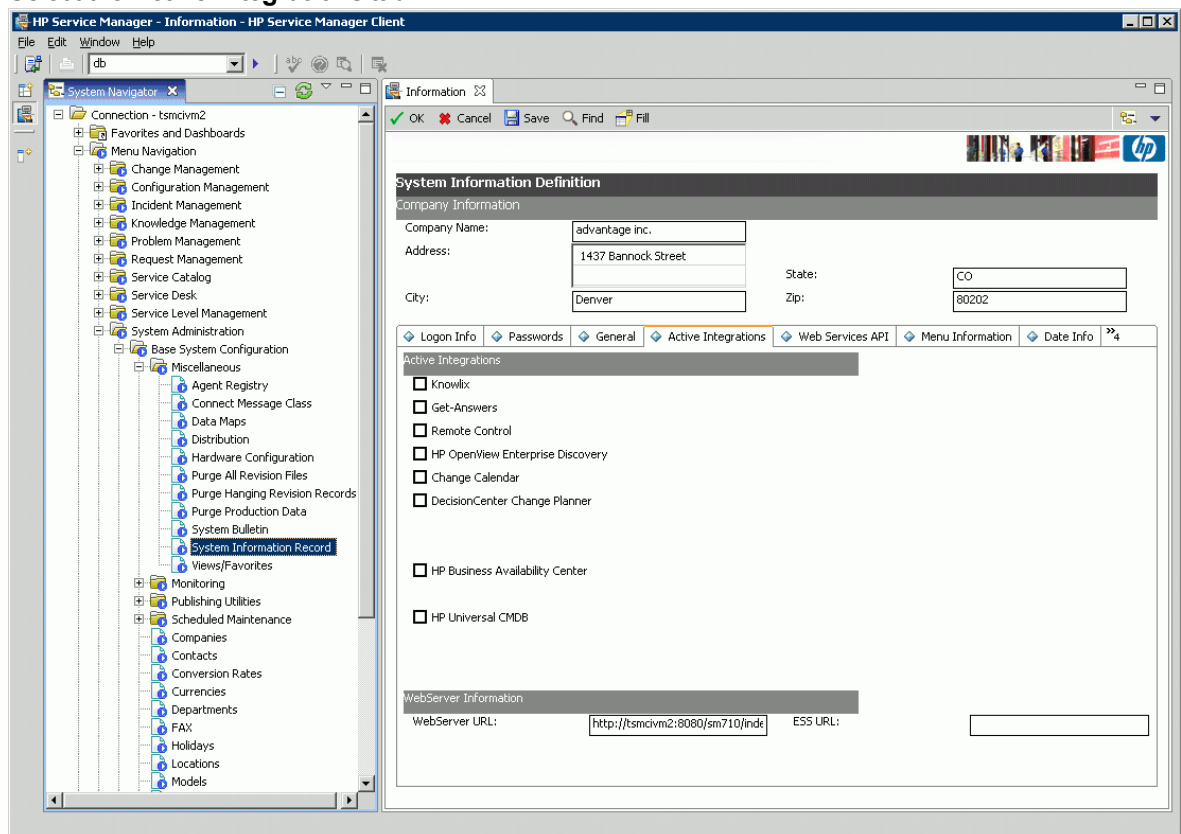 HP Service Manager - Information - HP Service Manager Client
File Edit Window Help
db
abc
System Navigator
Connection - tsmcivm2
Favorites and Dashboards
Menu Navigation
Change Management
Configuration Management
Incident Management
Knowledge Management
Problem Management
Request Management
Service Catalog
Service Desk
Service Level Management
System Administration
Base System Configuration
Miscellaneous
Agent Registry
Connect Message Class
Data Maps
Distribution
Hardware Configuration
Purge All Revision Files
Purge Hanging Revision Records
Purge Production Data
System Bulletin
System Information Record
Views/Favorites
Monitoring
Publishing Utilities
Scheduled Maintenance
Companies
Contacts
Conversion Rates
Currencies
Departments
FAX
Holidays
Locations
Models
Information
OK Cancel Save Find Fill
hp
System Information Definition
Company Information
Company Name: advantage inc.
Address: 1437 Bannock Street
State: CO
City: Denver Zip: 80202
Logon Info Passwords General Active Integrations Web Services API Menu Information Date Info »4
Active Integrations
Knowlix
Get-Answers
Remote Control
HP OpenView Enterprise Discovery
Change Calendar
DecisionCenter Change Planner
HP Business Availability Center
HP Universal CMDB
WebServer Information
WebServer URL: http://tsmcivm2:8080/sm710/inde ESS URL: